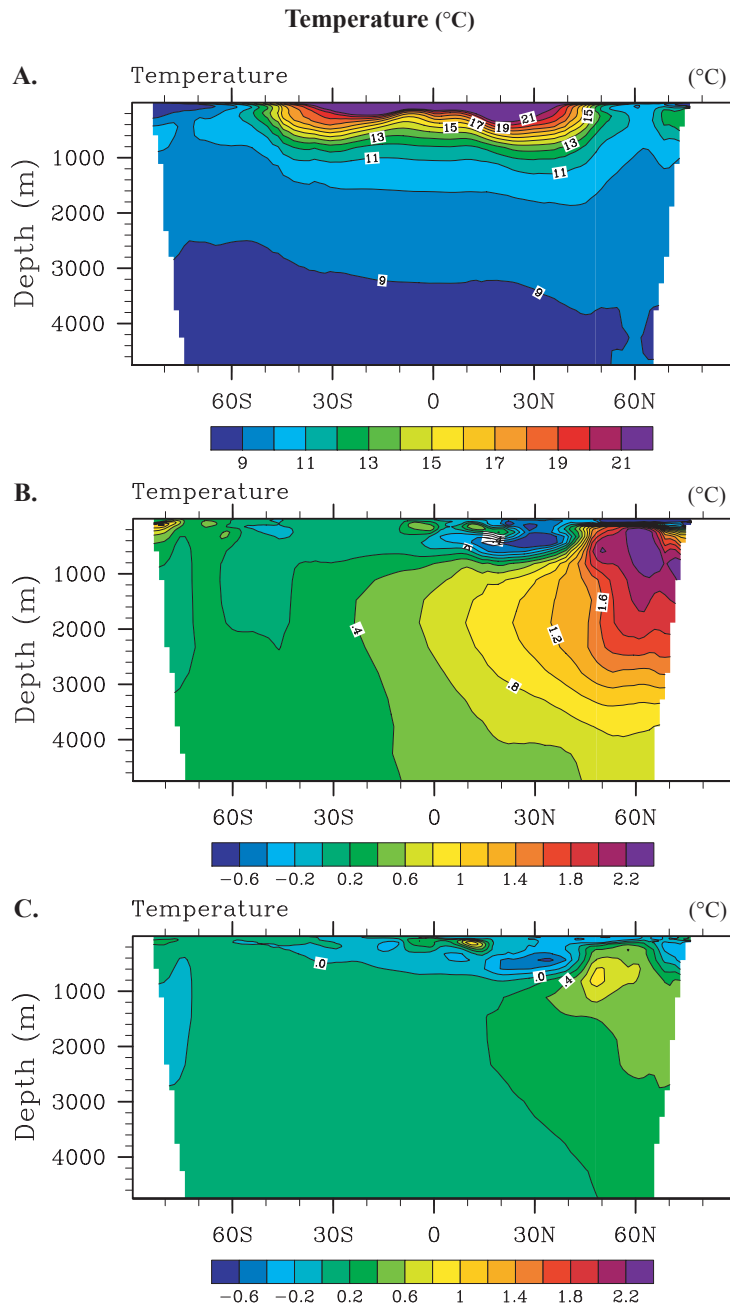 Temperature (°C)
A. Temperature (°C)
15
21
17
15
19
13
13
11
11
9
9
1000
2000
3000
4000
Depth (m)
60S 30S 0 30N 60N
9 11 13 15 17 19 21
B. Temperature (°C)
1.6
.4
1.2
.8
1000
2000
3000
4000
Depth (m)
60S 30S 0 30N 60N
−0.6 −0.2 0.2 0.6 1 1.4 1.8 2.2
C. Temperature (°C)
.0
.0
.4
1000
2000
3000
4000
Depth (m)
60S 30S 0 30N 60N
−0.6 −0.2 0.2 0.6 1 1.4 1.8 2.2